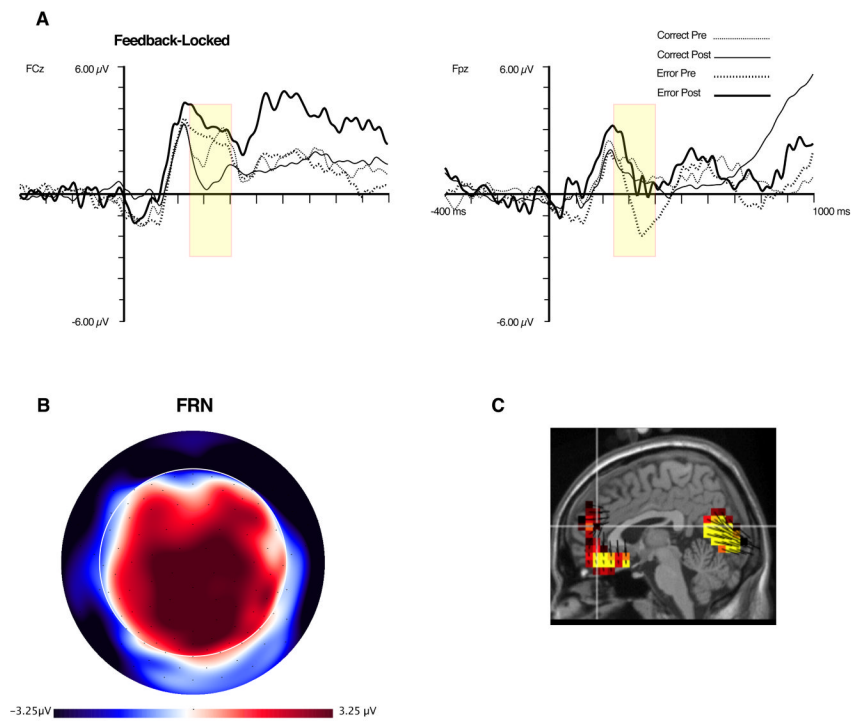 A
Feedback-Locked
FCz
6.00 µV
-6.00 µV
Fpz
6.00 µV
-400 ms
1000 ms
-6.00 µV
Correct Pre
Correct Post
Error Pre
Error Post
B
FRN
−3.25µV
3.25 µV
C